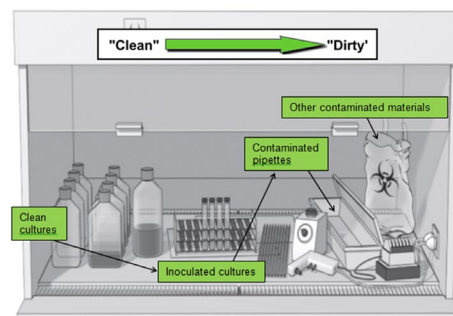 "Clean" "Dirty'
Other contaminated materials
Contaminated
pipettes
Clean
cultures
Inoculated cultures